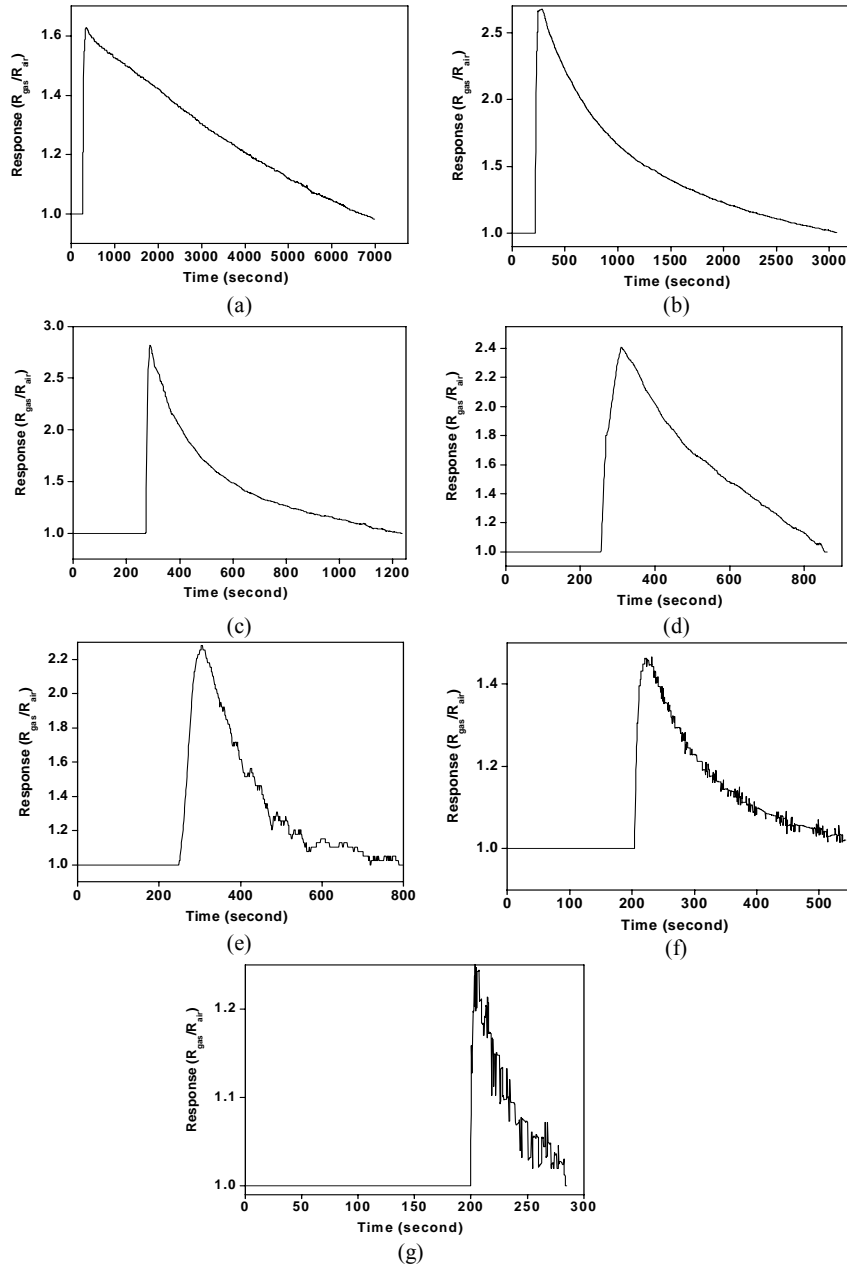 1.6
1.4
1.2
1.0
Response (Rgas/Rair)
0 1000 2000 3000 4000 5000 6000 7000
Time (second)
(a)
2.5
2.0
1.5
1.0
Response (Rgas/Rair)
0 500 1000 1500 2000 2500 3000
Time (second)
(b)
3.0
2.5
2.0
1.5
1.0
Response (Rgas/Rair)
0 200 400 600 800 1000 1200
Time (second)
(c)
2.4
2.2
2.0
1.8
1.6
1.4
1.2
1.0
Response (Rgas/Rair)
0 200 400 600 800
Time (second)
(d)
2.2
2.0
1.8
1.6
1.4
1.2
1.0
Response (Rgas/Rair)
0 200 400 600 800
Time (second)
(e)
1.4
1.2
1.0
Response (Rgas/Rair)
0 100 200 300 400 500
Time (second)
(f)
1.2
1.1
1.0
Response (Rgas/Rair)
0 50 100 150 200 250 300
Time (second)
(g)